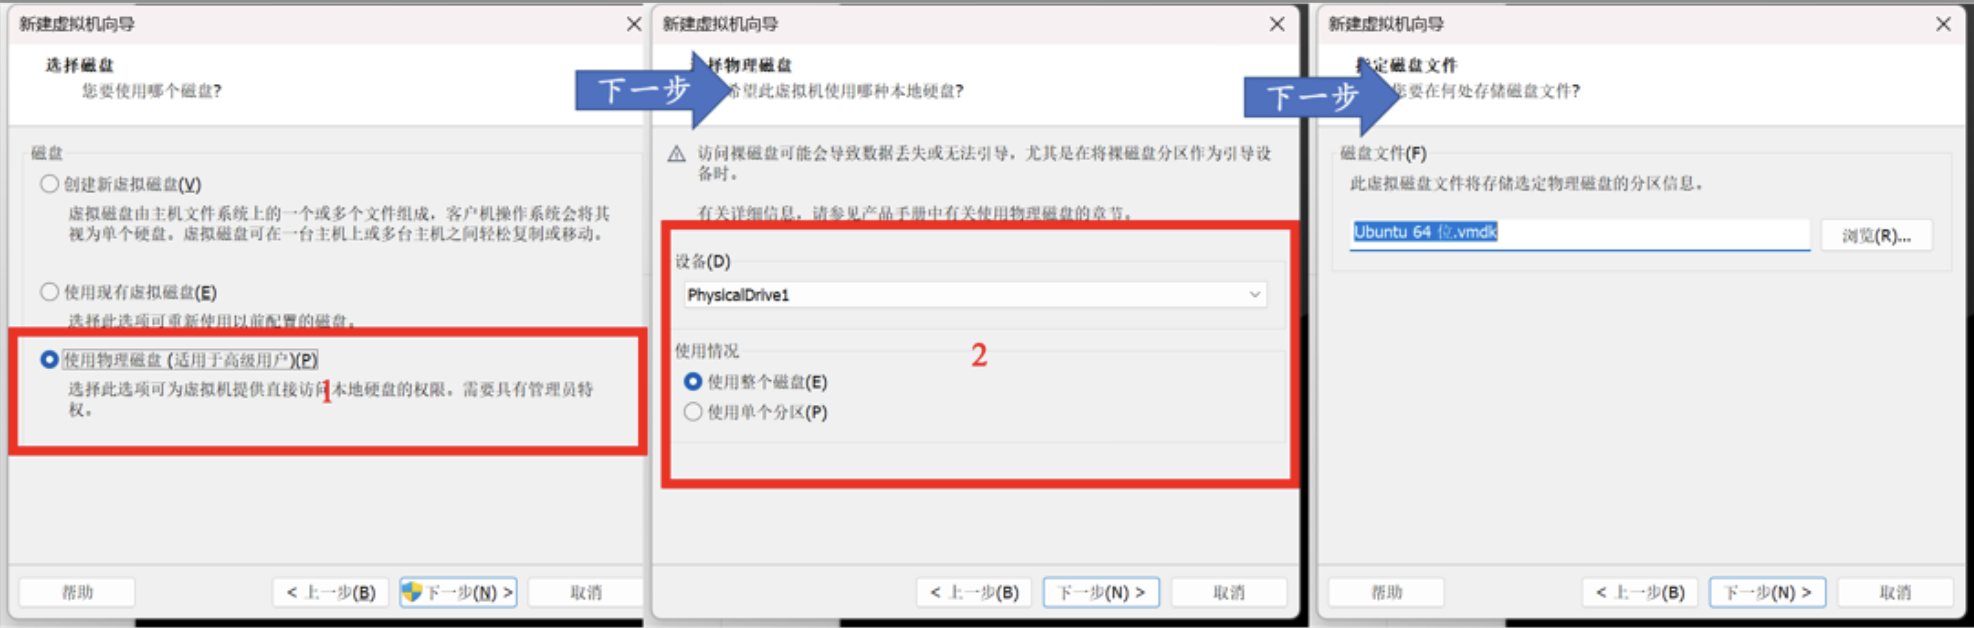 新建虚拟机向导
选择磁盘
您要使用哪个磁盘?
磁盘
创建新虚拟磁盘(V)
虚拟磁盘由主机文件系统上的一个或多个文件组成，客户机操作系统会将其
视为单个硬盘。虚拟磁盘可在一台主机上或多台主机之间轻松复制或移动。
使用现有虚拟磁盘(E)
选择此选项可重新使用以前配置的磁盘。
使用物理磁盘 (适用于高级用户)(P)
选择此选项可为虚拟机提供直接访问本地硬盘的权限。需要具有管理员特
权。
1
帮助
< 上一步(B)
下一步(N) >
取消
下一步
新建虚拟机向导
择物理磁盘
希望此虚拟机使用哪种本地硬盘?
访问裸磁盘可能会导致数据丢失或无法引导，尤其是在将裸磁盘分区作为引导设
备时。
有关详细信息，请参见产品手册中有关使用物理磁盘的章节。
设备(D)
PhysicalDrive1
使用情况
2
使用整个磁盘(E)
使用单个分区(P)
< 上一步(B)
下一步(N) >
取消
下一步
新建虚拟机向导
指定磁盘文件
您要在何处存储磁盘文件?
磁盘文件(F)
此虚拟磁盘文件将存储选定物理磁盘的分区信息。
Ubuntu 64 位.vmdk
浏览(R)...
帮助
< 上一步(B)
下一步(N) >
取消